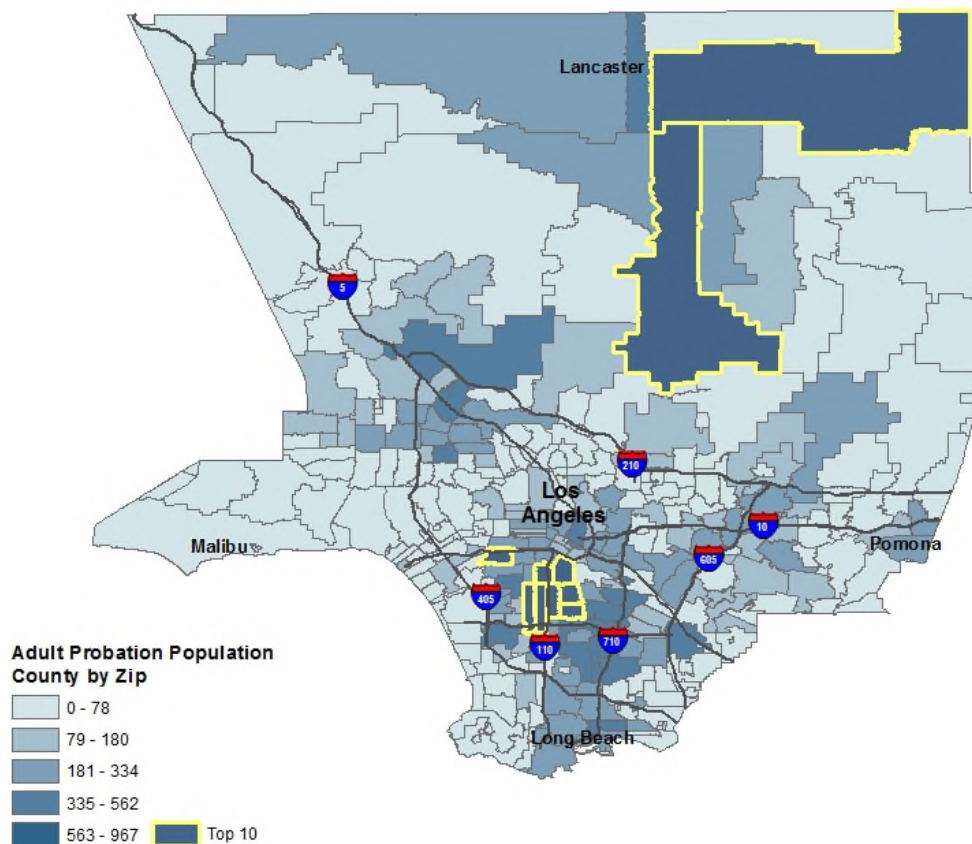 Lancaster
5
210
Los
Angeles
10
Malibu
Pomona
605
405
110
710
Long Beach
Adult Probation Population
County by Zip
0 - 78
79 - 180
181 - 334
335 - 562
563 - 967 Top 10